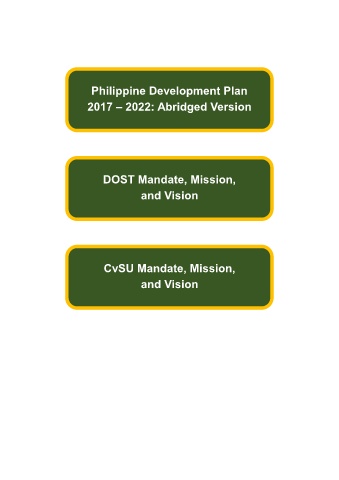 Philippine Development Plan
2017 – 2022: Abridged Version
DOST Mandate, Mission,
and Vision
CvSU Mandate, Mission,
and Vision